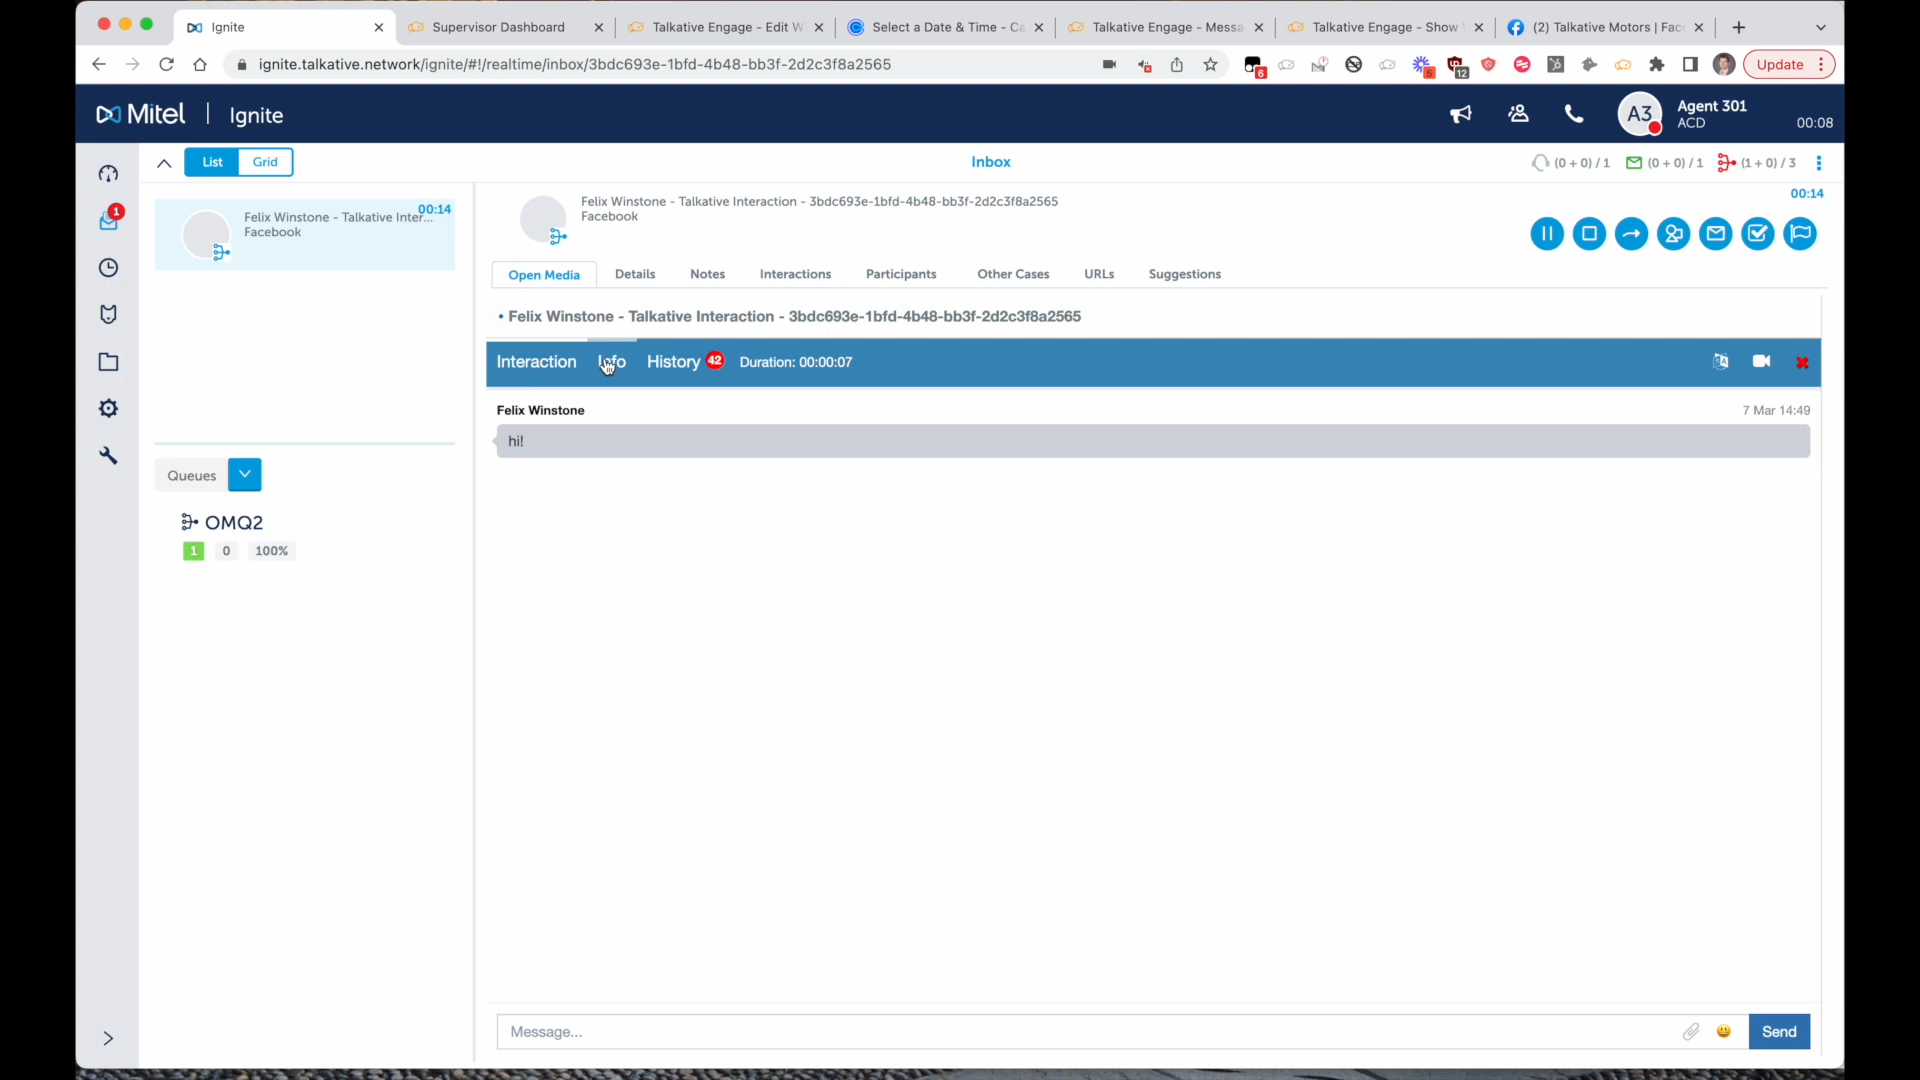 Ignite
Supervisor Dashboard
Talkative Engage - Edit W
Select a Date & Time - Ca
Talkative Engage - Messa
Talkative Engage - Show
(2) Talkative Motors | Fac
ignite.talkative.network/ignite/#!/realtime/inbox/3bdc693e-1bfd-4b48-bb3f-2d2c3f8a2565
6
5
12
Update
Mitel | Ignite
A3
Agent 301
ACD
00:08
List
Grid
Inbox
(0 + 0) / 1
(0 + 0) / 1
(1 + 0) / 3
1
Felix Winstone - Talkative Inter...
00:14
Facebook
Felix Winstone - Talkative Interaction - 3bdc693e-1bfd-4b48-bb3f-2d2c3f8a2565
Facebook
00:14
Open Media
Details
Notes
Interactions
Participants
Other Cases
URLs
Suggestions
• Felix Winstone - Talkative Interaction - 3bdc693e-1bfd-4b48-bb3f-2d2c3f8a2565
Interaction
Info
History 42
Duration: 00:00:07
Felix Winstone
7 Mar 14:49
hi!
Queues
OMQ2
1
0
100%
Message...
Send